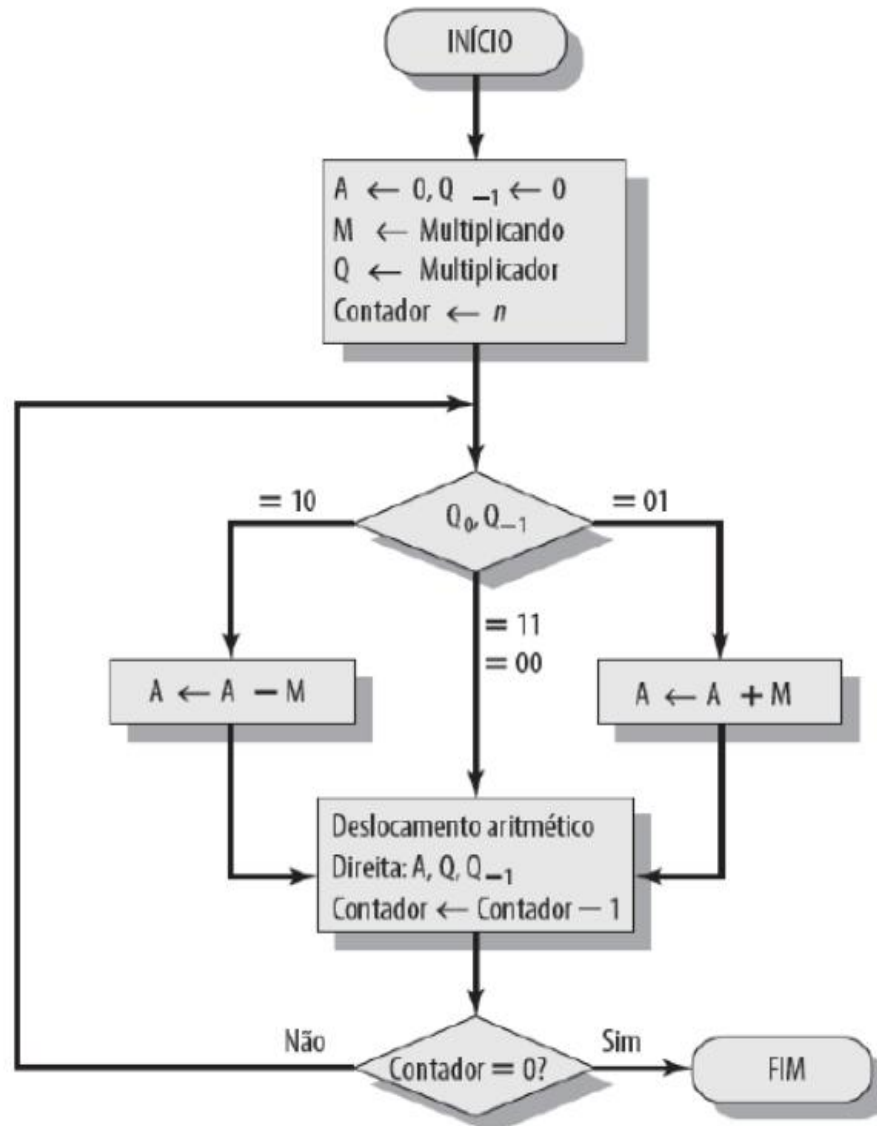 INÍCIO
A ← 0, Q₋₁ ← 0
M ← Multiplicando
Q ← Multiplicador
Contador ← n
= 10
Q₀, Q₋₁
= 01
= 11
= 00
A ← A − M
A ← A + M
Deslocamento aritmético
Direita: A, Q, Q₋₁
Contador ← Contador − 1
Não
Contador = 0?
Sim
FIM